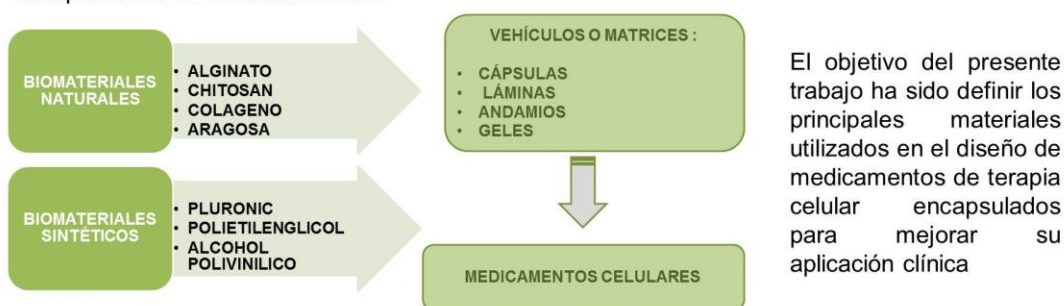 BIOMATERIALES
NATURALES
• ALGINATO
• CHITOSAN
• COLAGENO
• ARAGOSA
VEHÍCULOS O MATRICES :
• CÁPSULAS
• LÁMINAS
• ANDAMIOS
• GELES
BIOMATERIALES
SINTÉTICOS
• PLURONIC
• POLIETILENGLICOL
• ALCOHOL
POLIVINILICO
MEDICAMENTOS CELULARES
El objetivo del presente
trabajo ha sido definir los
principales materiales
utilizados en el diseño de
medicamentos de terapia
celular encapsulados
para mejorar su
aplicación clínica